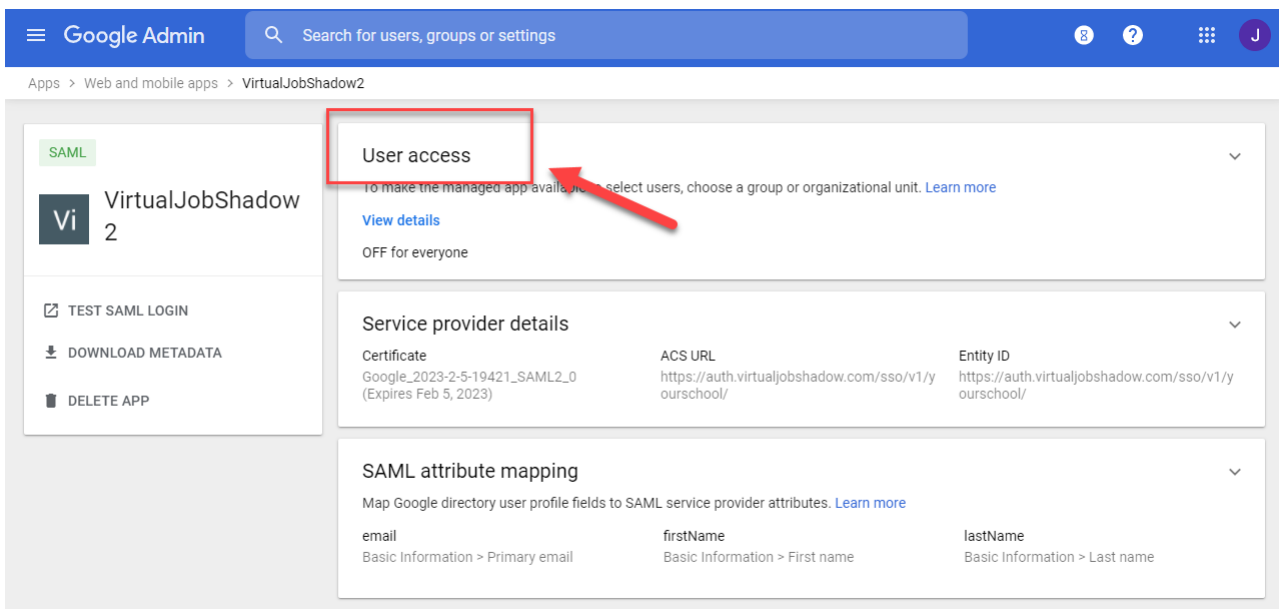 Google Admin
Search for users, groups or settings
J
Apps > Web and mobile apps > VirtualJobShadow2
SAML
Vi
VirtualJobShadow
2
TEST SAML LOGIN
DOWNLOAD METADATA
DELETE APP
User access
To make the managed app select users, choose a group or organizational unit. Learn more
View details
OFF for everyone
Service provider details
Certificate
Google_2023-2-5-19421_SAML2_0
(Expires Feb 5, 2023)
ACS URL
https://auth.virtualjobshadow.com/sso/v1/y
ourschool/
Entity ID
https://auth.virtualjobshadow.com/sso/v1/y
ourschool/
SAML attribute mapping
Map Google directory user profile fields to SAML service provider attributes. Learn more
email
Basic Information > Primary email
firstName
Basic Information > First name
lastName
Basic Information > Last name